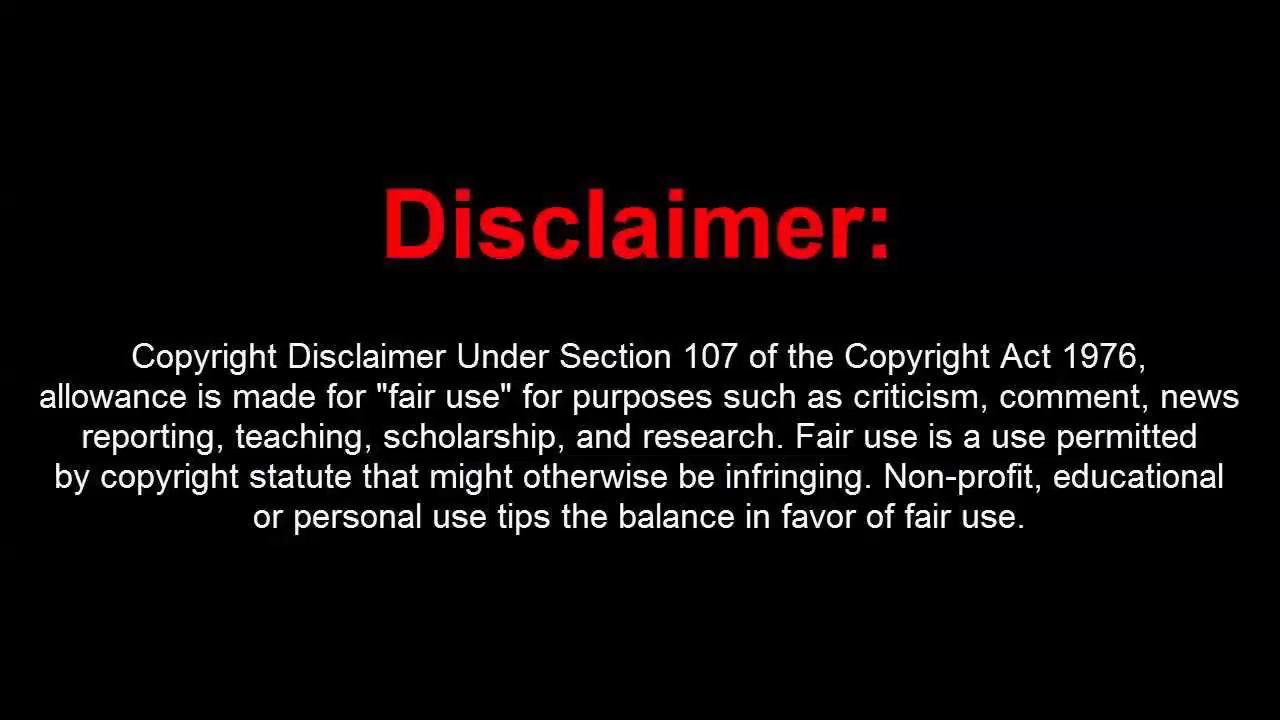 Disclaimer:
Copyright Disclaimer Under Section 107 of the Copyright Act 1976,
allowance is made for "fair use" for purposes such as criticism, comment, news
reporting, teaching, scholarship, and research. Fair use is a use permitted
by copyright statute that might otherwise be infringing. Non-profit, educational
or personal use tips the balance in favor of fair use.